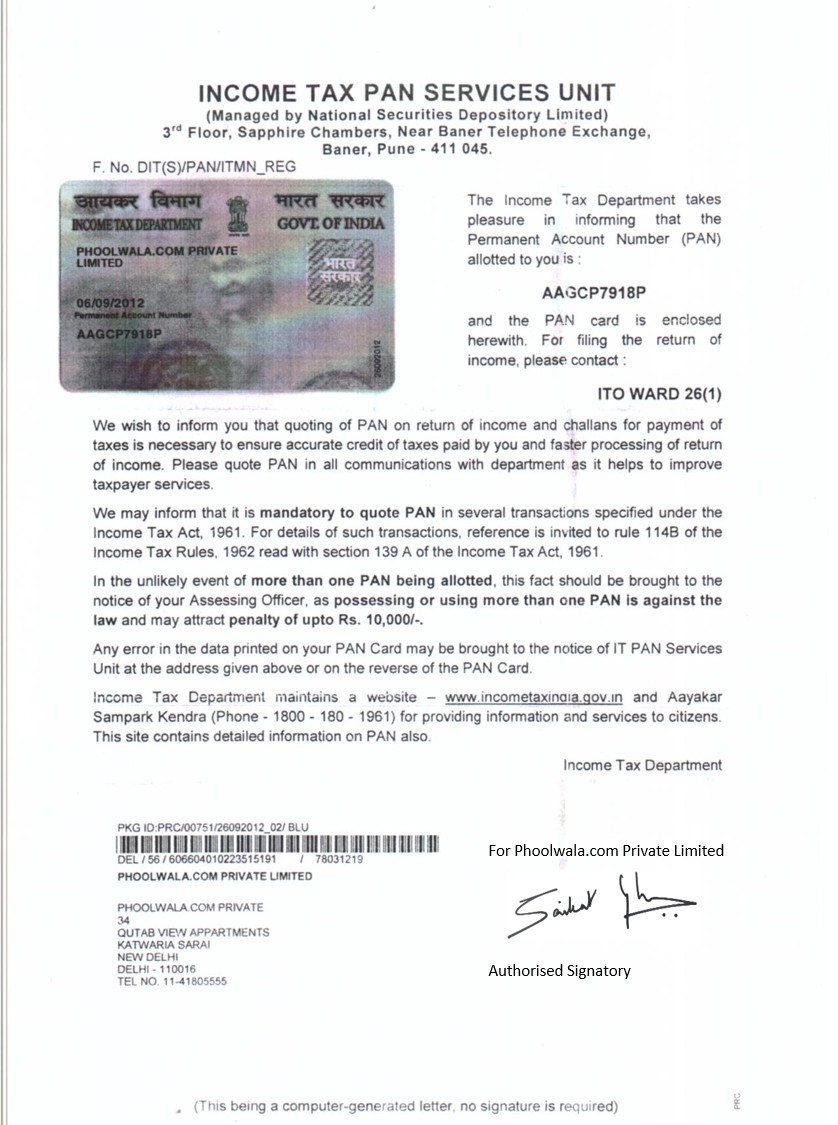 INCOME TAX PAN SERVICES UNIT
(Managed by National Securities Depository Limited)
3rd Floor, Sapphire Chambers, Near Baner Telephone Exchange,
Baner, Pune - 411 045.
F. No. DIT(S)/PAN/ITMN_REG
आयकर विभाग
INCOME TAX DEPARTMENT
भारत सरकार
GOVT. OF INDIA
PHOOLWALA.COM PRIVATE
LIMITED
भारत
सरकार
06/09/2012
Permanent Account Number
AAGCP7918P
26092012
The Income Tax Department takes
pleasure in informing that the
Permanent Account Number (PAN)
allotted to you is :
AAGCP7918P
and the PAN card is enclosed
herewith. For filing the return of
income, please contact :
ITO WARD 26(1)
We wish to inform you that quoting of PAN on return of income and challans for payment of
taxes is necessary to ensure accurate credit of taxes paid by you and faster processing of return
of income. Please quote PAN in all communications with department as it helps to improve
taxpayer services.
We may inform that it is mandatory to quote PAN in several transactions specified under the
Income Tax Act, 1961. For details of such transactions, reference is invited to rule 114B of the
Income Tax Rules, 1962 read with section 139 A of the Income Tax Act, 1961.
In the unlikely event of more than one PAN being allotted, this fact should be brought to the
notice of your Assessing Officer, as possessing or using more than one PAN is against the
law and may attract penalty of upto Rs. 10,000/-.
Any error in the data printed on your PAN Card may be brought to the notice of IT PAN Services
Unit at the address given above or on the reverse of the PAN Card.
Income Tax Department maintains a website – www.incometaxindia.gov.in and Aayakar
Sampark Kendra (Phone - 1800 - 180 - 1961) for providing information and services to citizens.
This site contains detailed information on PAN also.
Income Tax Department
PKG ID:PRC/00751/26092012_02/ BLU
DEL / 56 / 606604010223515191 / 78031219
PHOOLWALA.COM PRIVATE LIMITED
PHOOLWALA.COM PRIVATE
34
QUTAB VIEW APPARTMENTS
KATWARIA SARAI
NEW DELHI
DELHI - 110016
TEL NO. 11-41805555
For Phoolwala.com Private Limited
Saikat
Authorised Signatory
(This being a computer-generated letter, no signature is required)
PRC